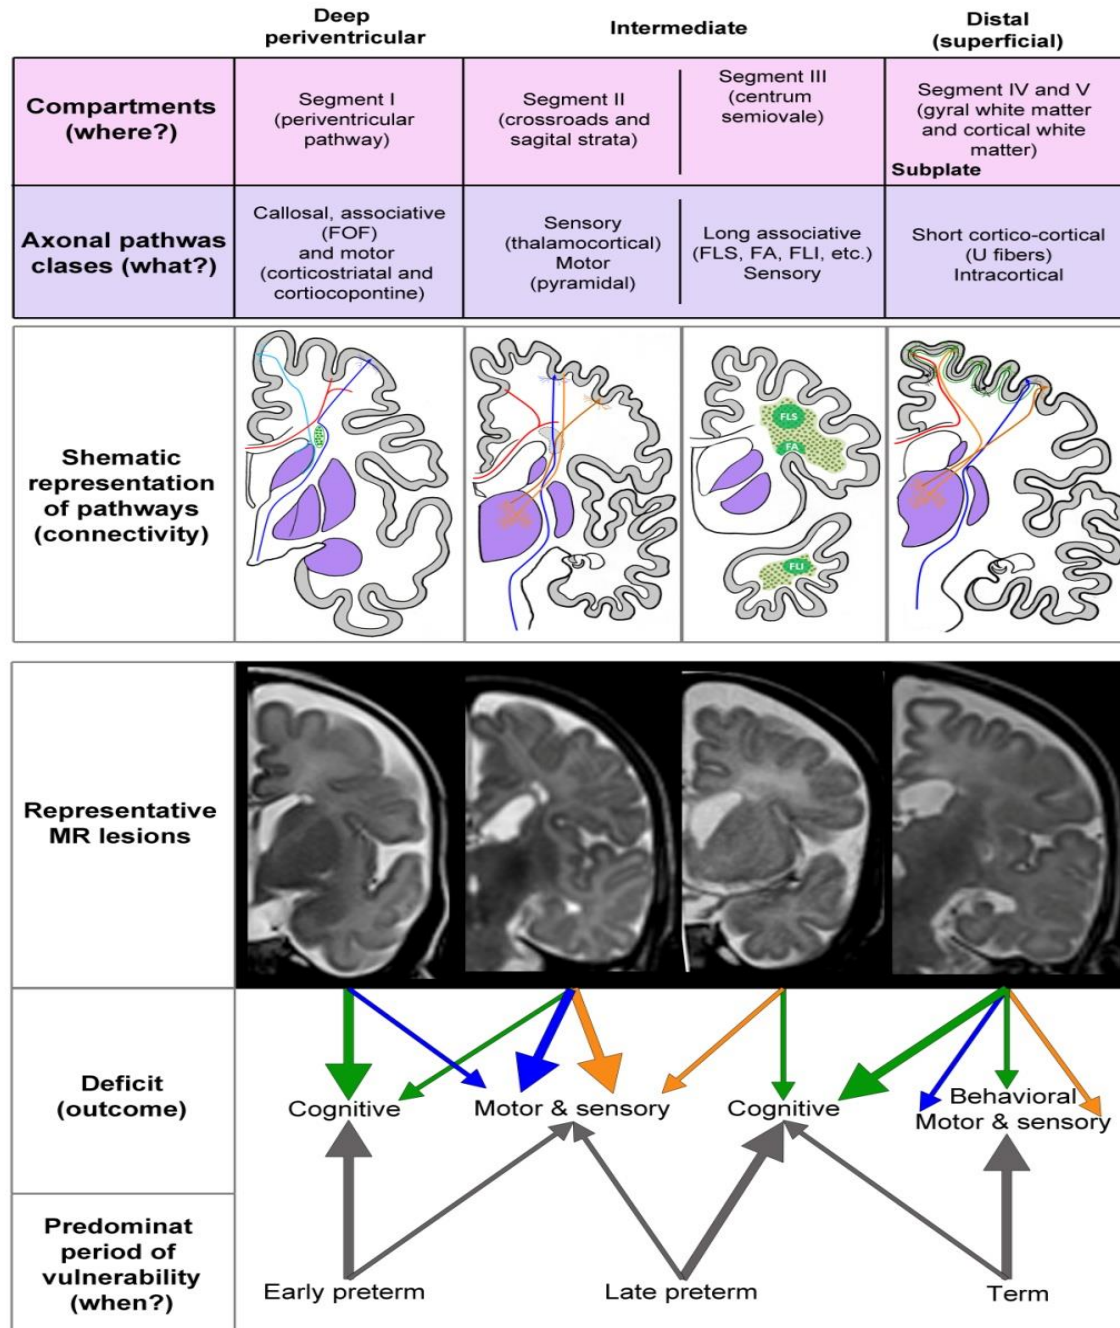 Deep
periventricular
Intermediate
Distal
(superficial)
Compartments
(where?)
Segment I
(periventricular
pathway)
Segment II
(crossroads and
sagital strata)
Segment III
(centrum
semiovale)
Segment IV and V
(gyral white matter
and cortical white
matter)
Subplate
Axonal pathwas
clases (what?)
Callosal, associative
(FOF)
and motor
(corticostriatal and
cortiocopontine)
Sensory
(thalamocortical)
Motor
(pyramidal)
Long associative
(FLS, FA, FLI, etc.)
Sensory
Short cortico-cortical
(U fibers)
Intracortical
Shematic
representation
of pathways
(connectivity)
FLS
FA
FLI
Representative
MR lesions
Deficit
(outcome)
Cognitive
Motor & sensory
Cognitive
Behavioral
Motor & sensory
Predominat
period of
vulnerability
(when?)
Early preterm
Late preterm
Term